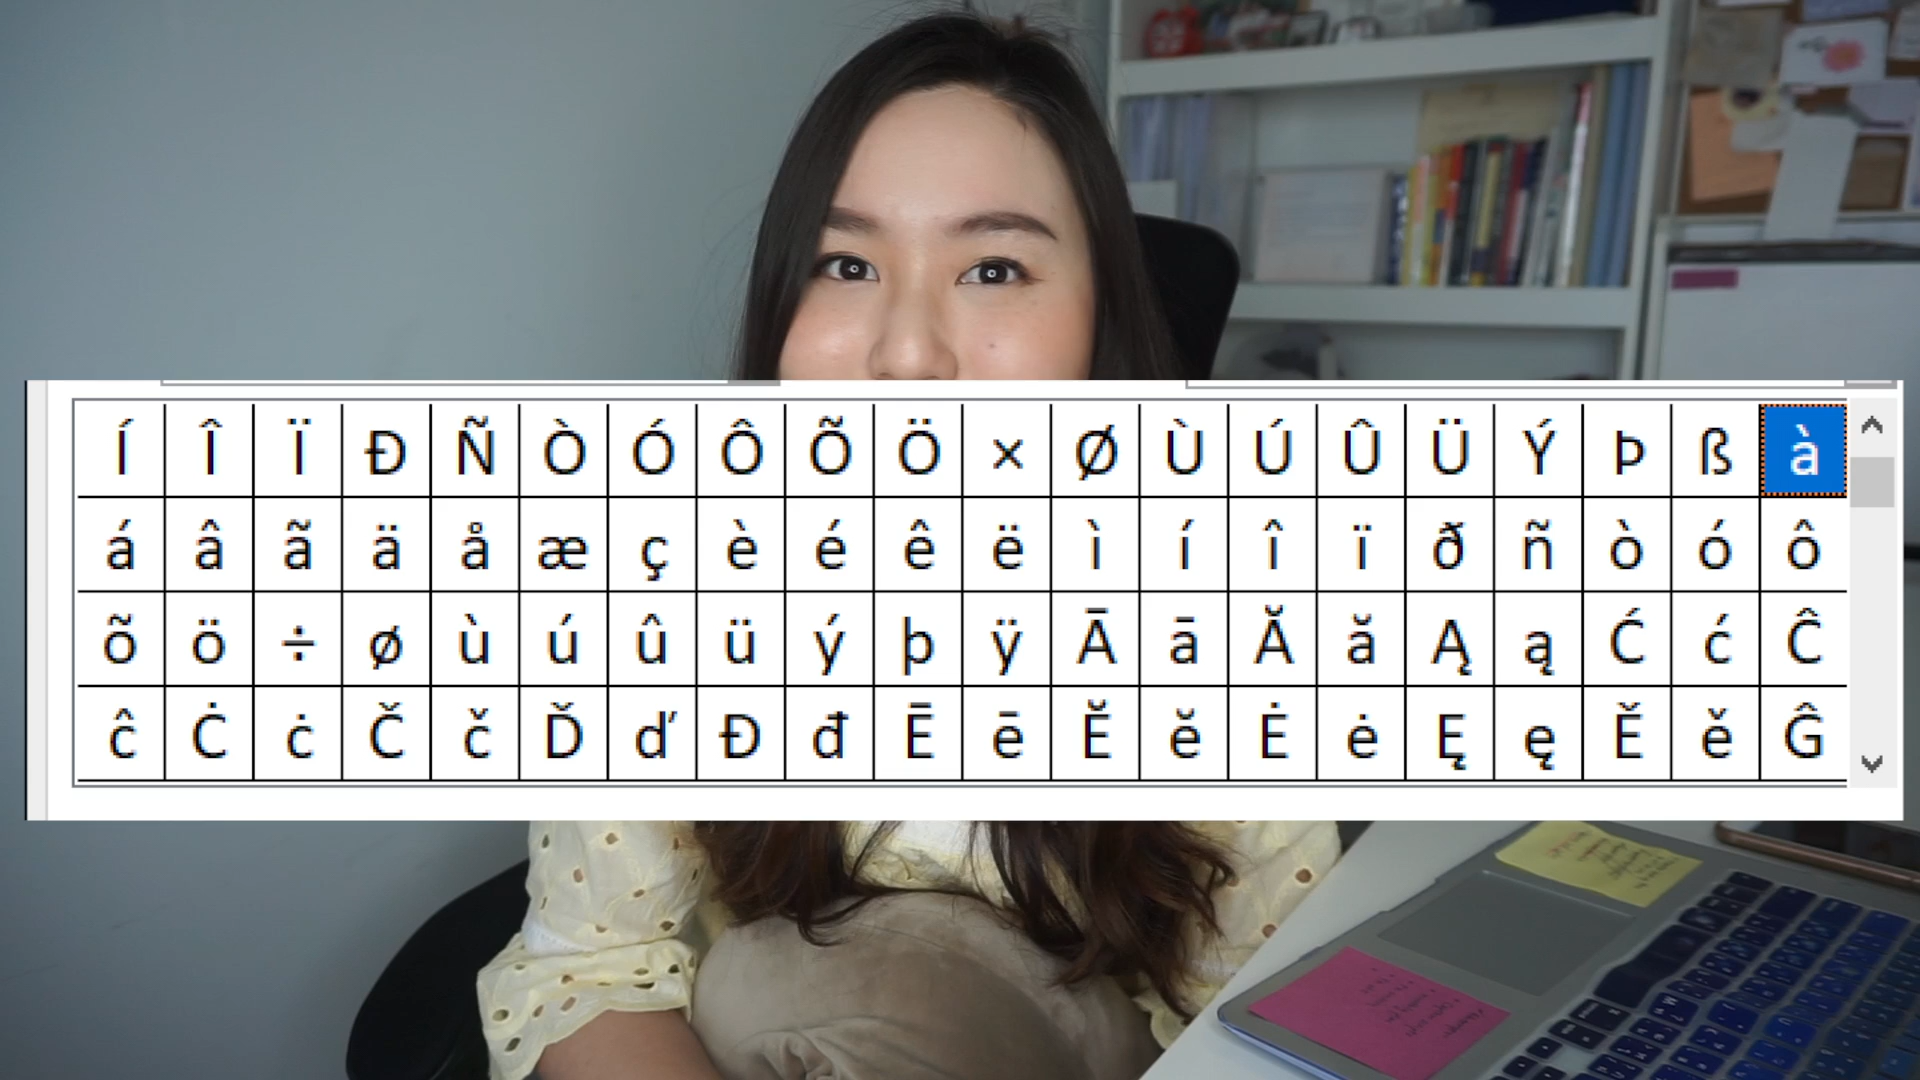 Í Î Ï Ð Ñ Ò Ó Ô Õ Ö × Ø Ù Ú Û Ü Ý Þ ß à
á â ã ä å æ ç è é ê ë ì í î ï ð ñ ò ó ô
õ ö ÷ ø ù ú û ü ý þ ÿ Ā ā Ă ă Ą ą Ć ć Ĉ
ĉ Ċ ċ Č č Ď ď Đ đ Ē ē Ĕ ĕ Ė ė Ę ę Ě ě Ĝ